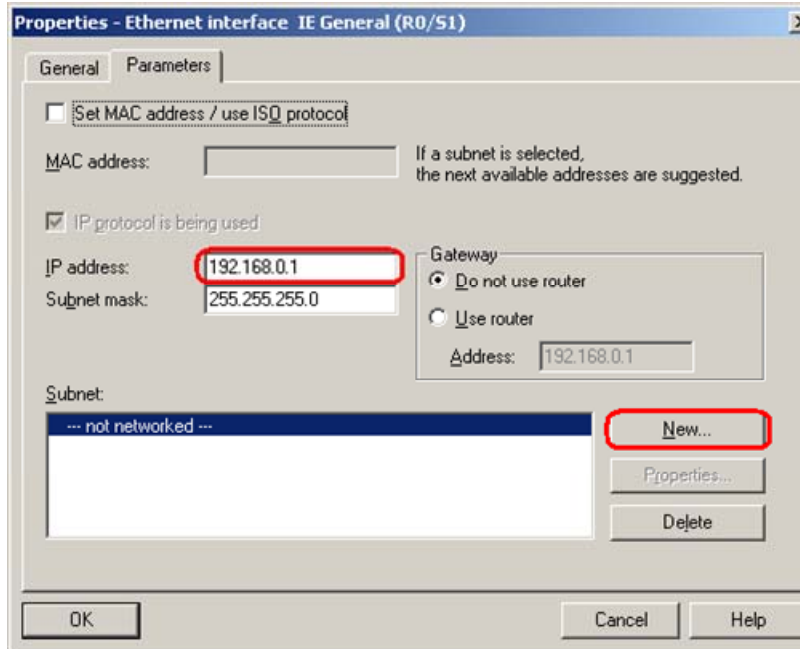 Properties - Ethernet interface IE General (R0/S1)
General Parameters
Set MAC address / use ISO protocol
MAC address:
If a subnet is selected,
the next available addresses are suggested.
IP protocol is being used
IP address: 192.168.0.1
Subnet mask: 255.255.255.0
Gateway
Do not use router
Use router
Address: 192.168.0.1
Subnet:
--- not networked ---
New...
Properties...
Delete
OK Cancel Help